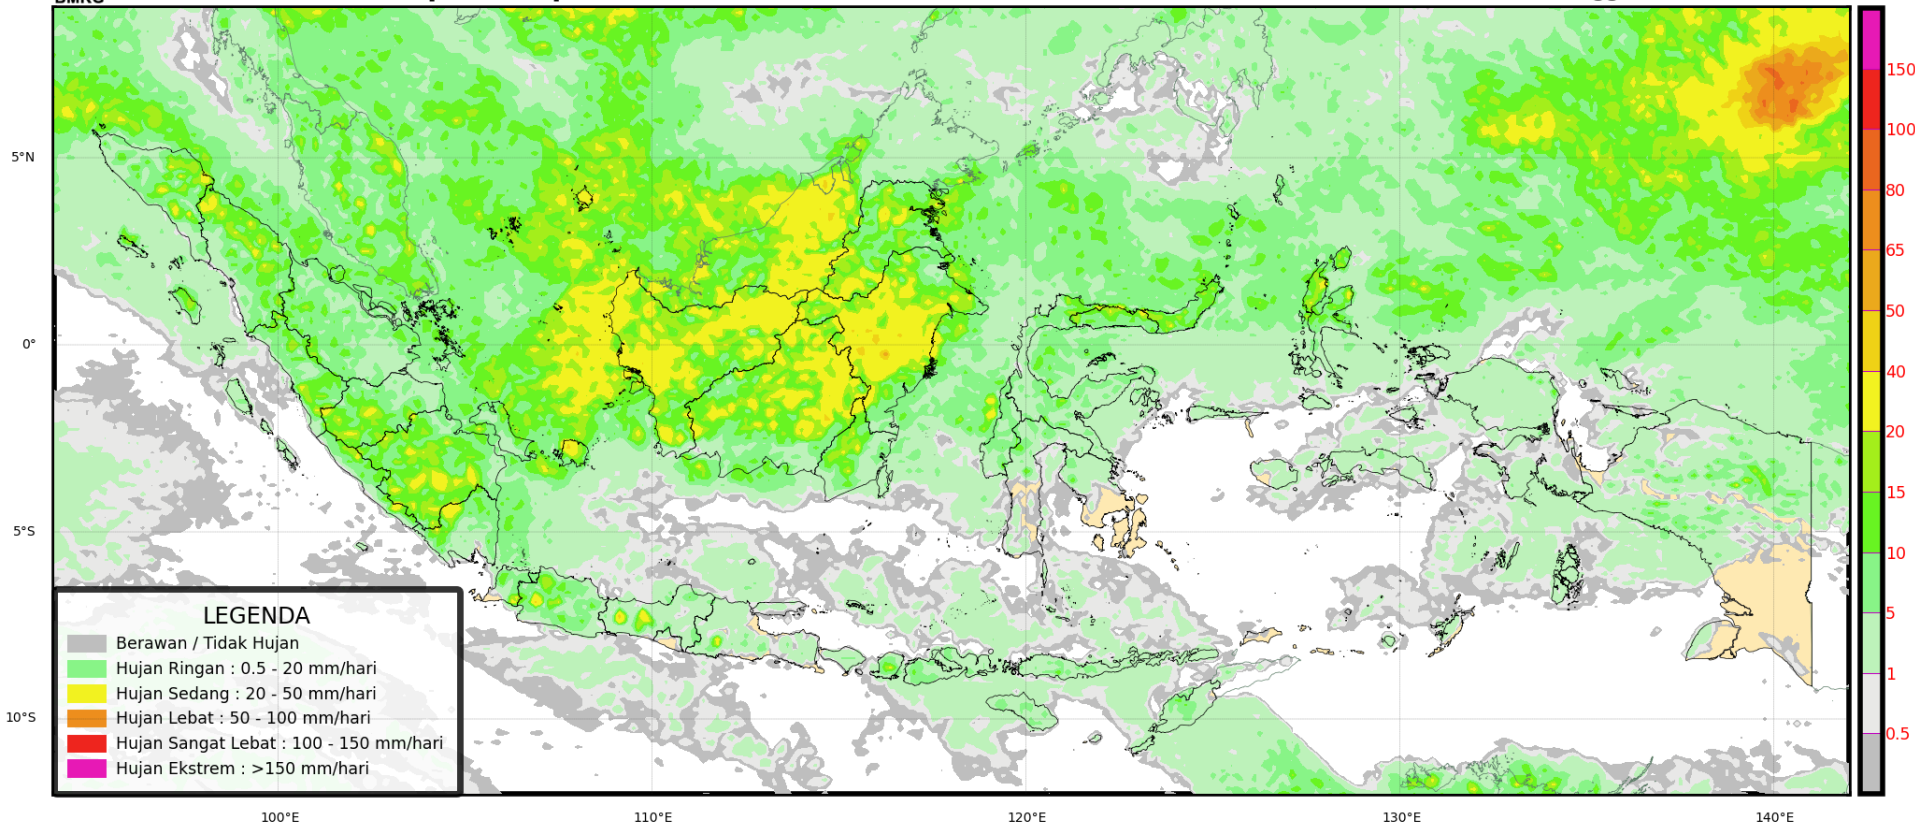 BMKG
5°N
0°
5°S
10°S
LEGENDA
Berawan / Tidak Hujan
Hujan Ringan : 0.5 - 20 mm/hari
Hujan Sedang : 20 - 50 mm/hari
Hujan Lebat : 50 - 100 mm/hari
Hujan Sangat Lebat : 100 - 150 mm/hari
Hujan Ekstrem : >150 mm/hari
100°E
110°E
120°E
130°E
140°E
150
100
80
65
50
40
20
15
10
5
1
0.5